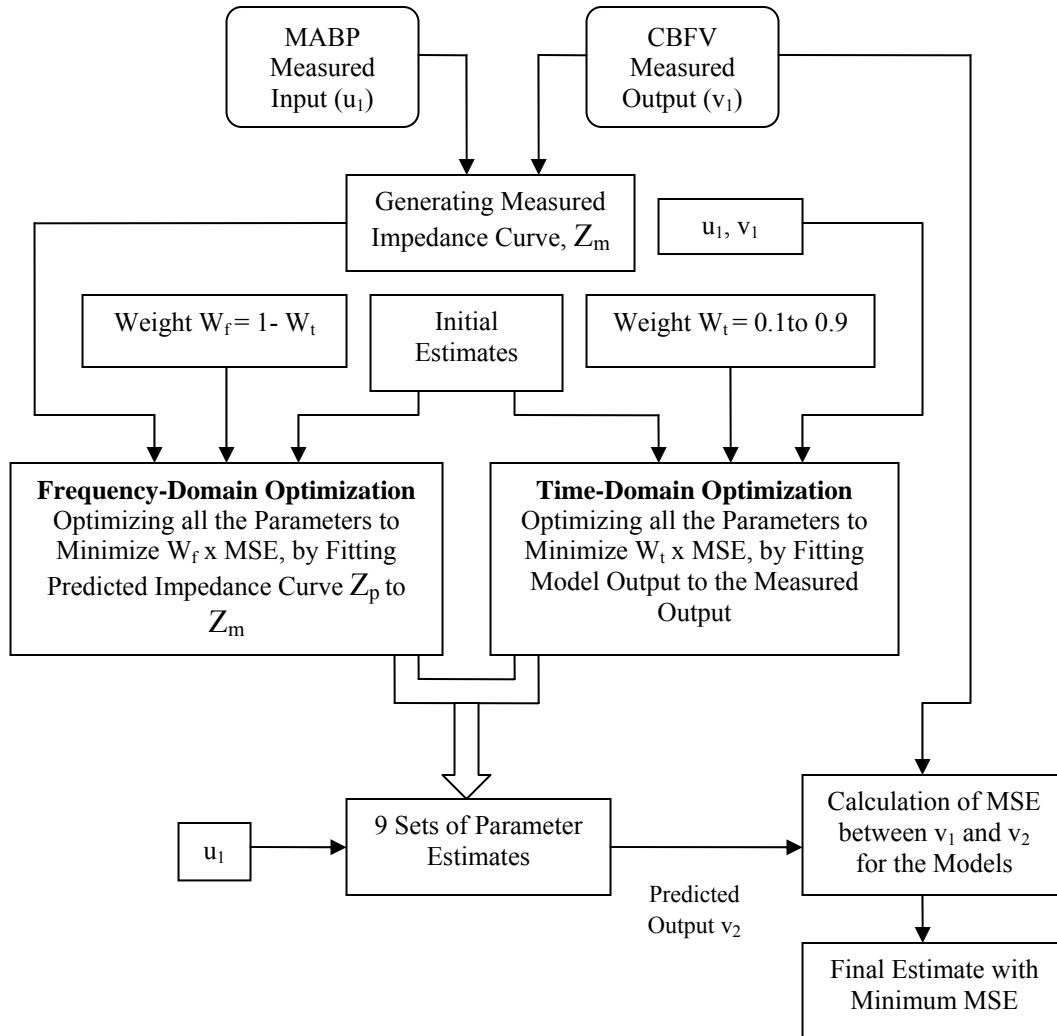 MABP
Measured
Input (u₁)
CBFV
Measured
Output (v₁)
Generating Measured
Impedance Curve, Zₘ
u₁, v₁
Weight W_f = 1- Wₜ
Initial
Estimates
Weight Wₜ = 0.1to 0.9
Frequency-Domain Optimization
Optimizing all the Parameters to
Minimize W_f x MSE, by Fitting
Predicted Impedance Curve Zₚ to
Zₘ
Time-Domain Optimization
Optimizing all the Parameters to
Minimize Wₜ x MSE, by Fitting
Model Output to the Measured
Output
u₁
9 Sets of Parameter
Estimates
Predicted
Output v₂
Calculation of MSE
between v₁ and v₂
for the Models
Final Estimate with
Minimum MSE